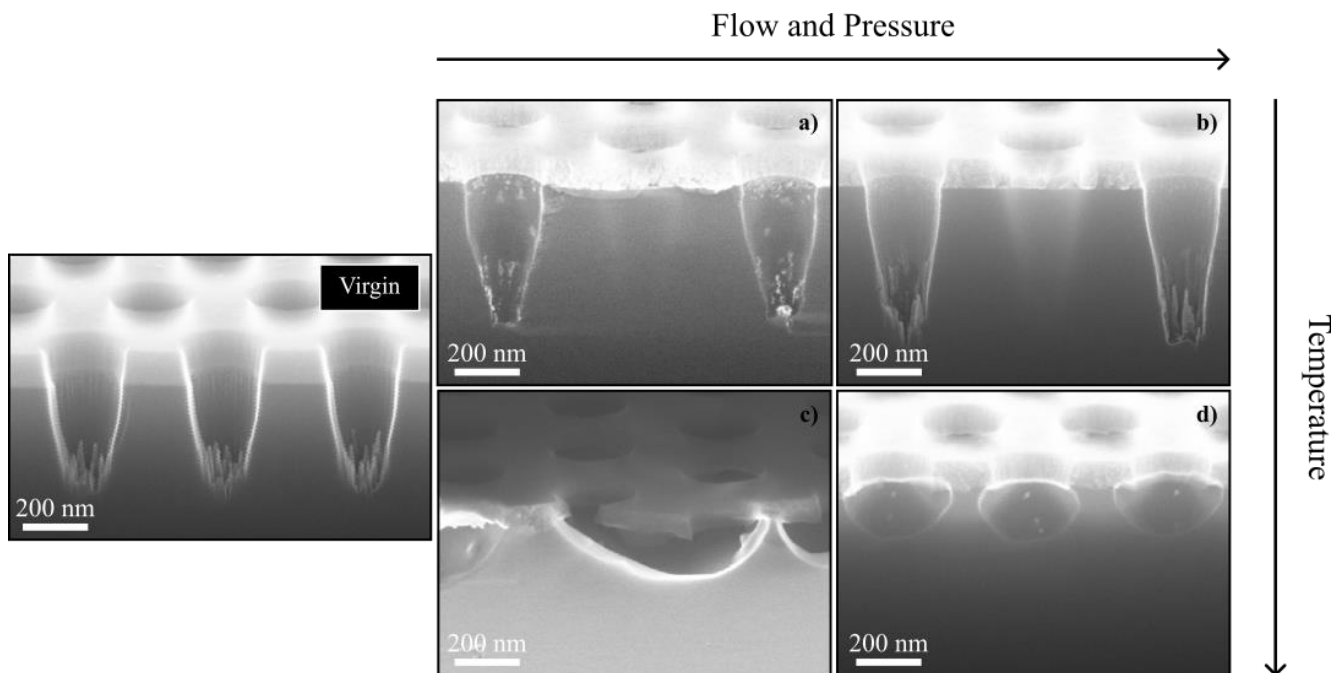 Flow and Pressure
a)
b)
Virgin
200 nm
200 nm
200 nm
Temperature
c)
d)
200 nm
200 nm